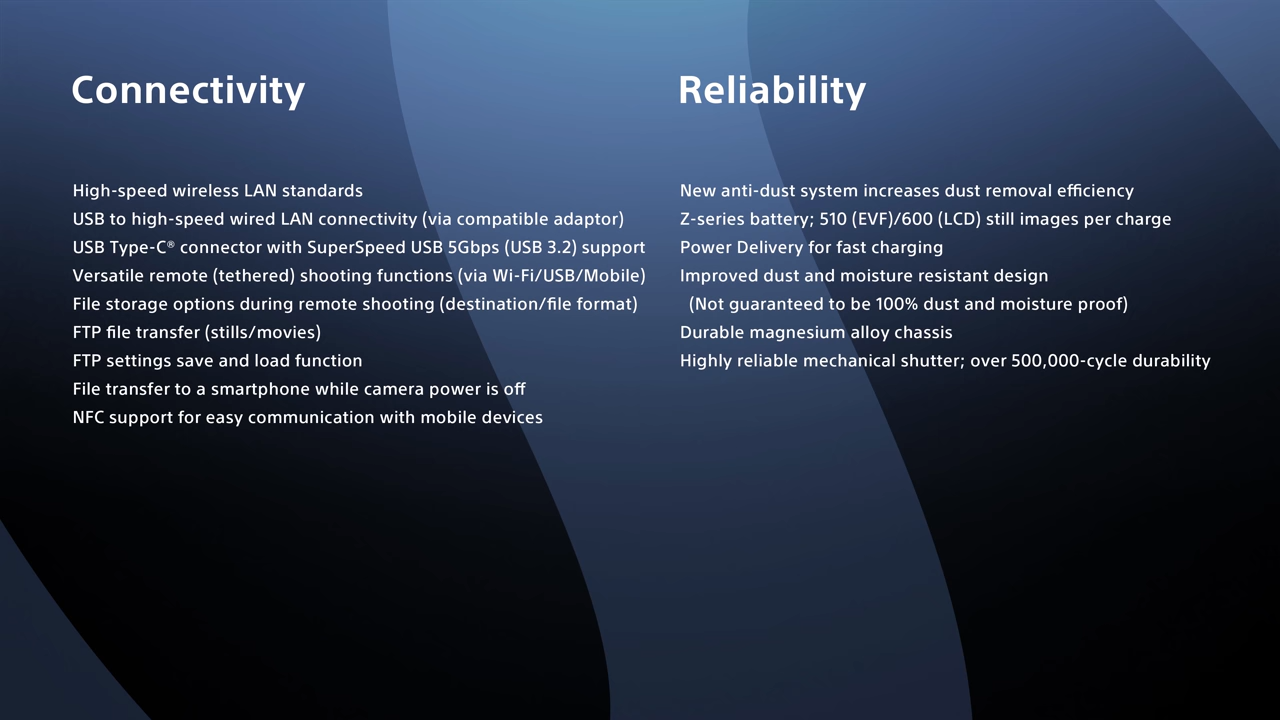 Connectivity
High-speed wireless LAN standards
USB to high-speed wired LAN connectivity (via compatible adaptor)
USB Type-C® connector with SuperSpeed USB 5Gbps (USB 3.2) support
Versatile remote (tethered) shooting functions (via Wi-Fi/USB/Mobile)
File storage options during remote shooting (destination/file format)
FTP file transfer (stills/movies)
FTP settings save and load function
File transfer to a smartphone while camera power is off
NFC support for easy communication with mobile devices
Reliability
New anti-dust system increases dust removal efficiency
Z-series battery; 510 (EVF)/600 (LCD) still images per charge
Power Delivery for fast charging
Improved dust and moisture resistant design
(Not guaranteed to be 100% dust and moisture proof)
Durable magnesium alloy chassis
Highly reliable mechanical shutter; over 500,000-cycle durability